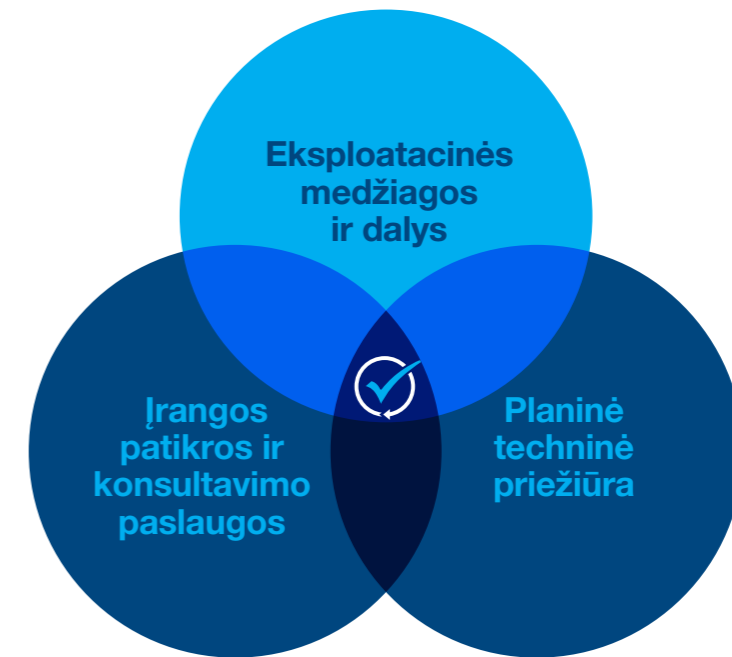 Eksploatacinės
medžiagos
ir dalys
Įrangos
patikros ir
konsultavimo
paslaugos
Planinė
techninė
priežiūra